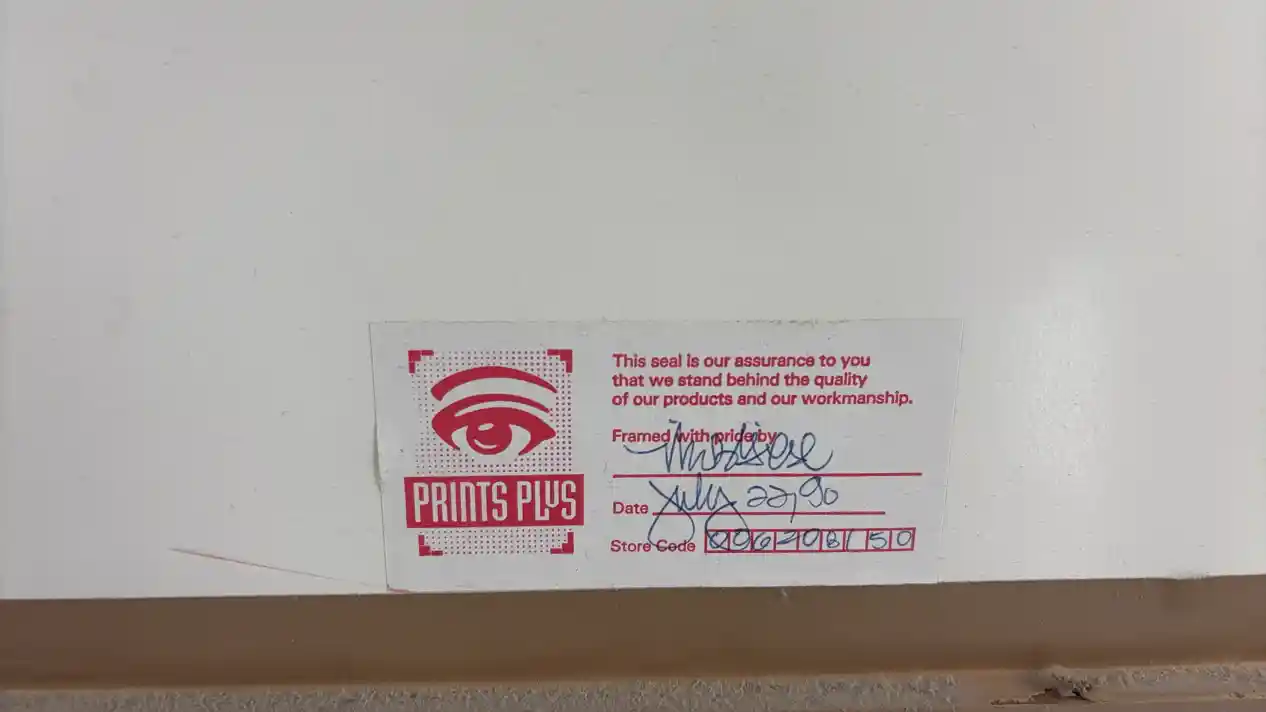 PRINTS PLUS
This seal is our assurance to you
that we stand behind the quality
of our products and our workmanship.
Framed with pride by
Date July 22, 90
Store Code 006208150